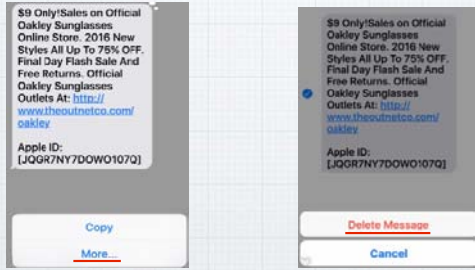 $9 Only!Sales on Official
Oakley Sunglasses
Online Store. 2016 New
Styles All Up To 75% OFF.
Final Day Flash Sale And
Free Returns. Official
Oakley Sunglasses
Outlets At: http://
www.theoutnetco.com/
oakley
Apple ID:
[JQGR7NY7DOWO107Q]
Copy
More...
$9 Only!Sales on Official
Oakley Sunglasses
Online Store. 2016 New
Styles All Up To 75% OFF.
Final Day Flash Sale And
Free Returns. Official
Oakley Sunglasses
Outlets At: http://
www.theoutnetco.com/
oakley
Apple ID:
[JQGR7NY7DOWO107Q]
Delete Message
Cancel